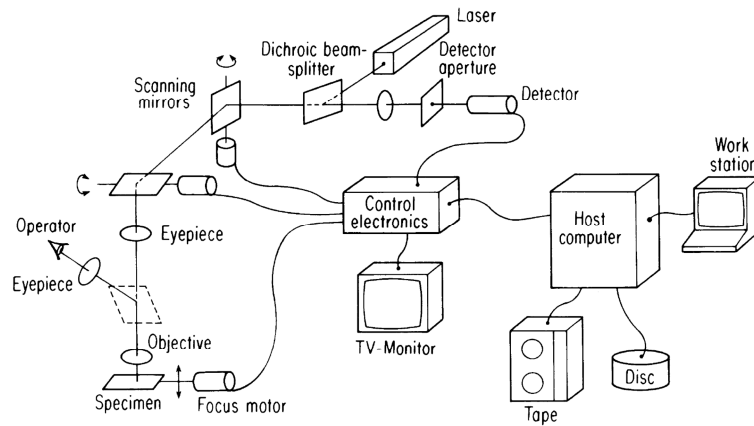 Laser
Dichroic beam-
splitter
Detector
aperture
Scanning
mirrors
Detector
Work
station
Control
electronics
Host
computer
Operator
Eyepiece
Eyepiece
TV-Monitor
Objective
Specimen
Focus motor
Tape
Disc